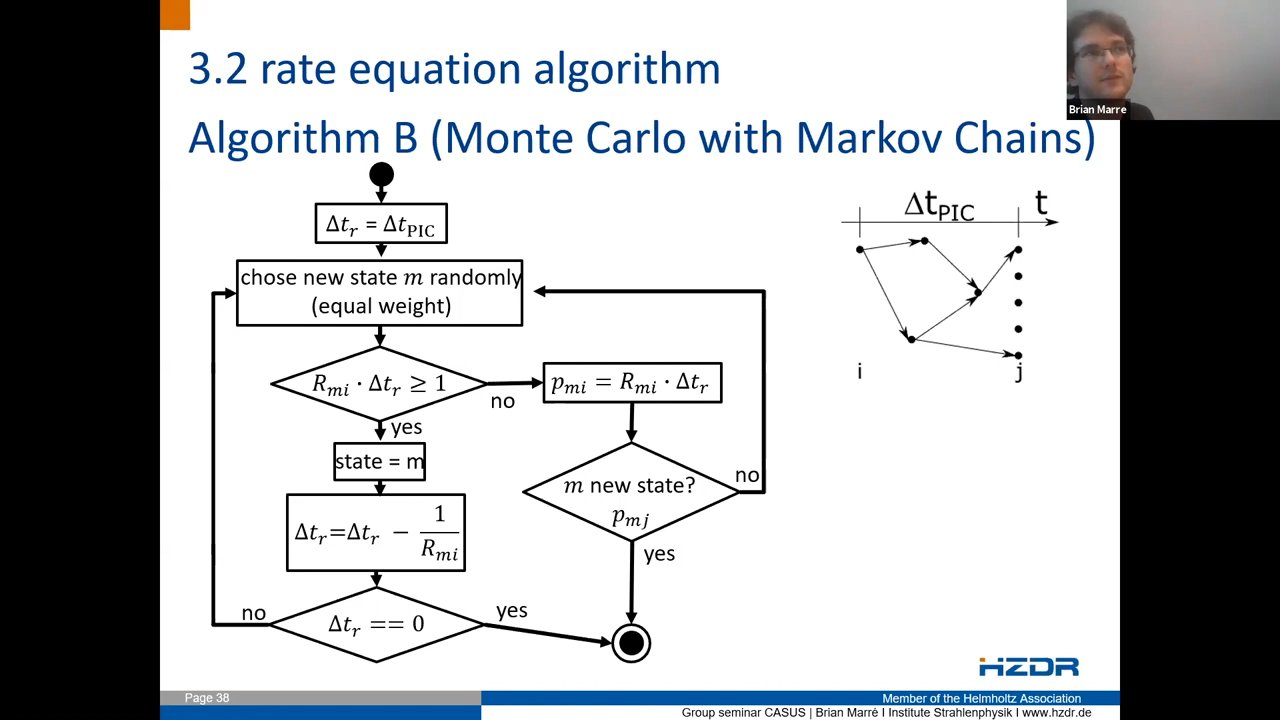 3.2 rate equation algorithm
Algorithm B (Monte Carlo with Markov Chains)
Brian Marre
Δt_r = Δt_PIC
chose new state m randomly
(equal weight)
R_mi · Δt_r ≥ 1
no
p_mi = R_mi · Δt_r
yes
state = m
m new state?
p_mj
no
yes
Δt_r=Δt_r − 1/R_mi
Δt_r == 0
no
yes
Δt_PIC
t
i
j
HZDR
Page 38
Member of the Helmholtz Association
Group seminar CASUS | Brian Marré I Institute Strahlenphysik I www.hzdr.de